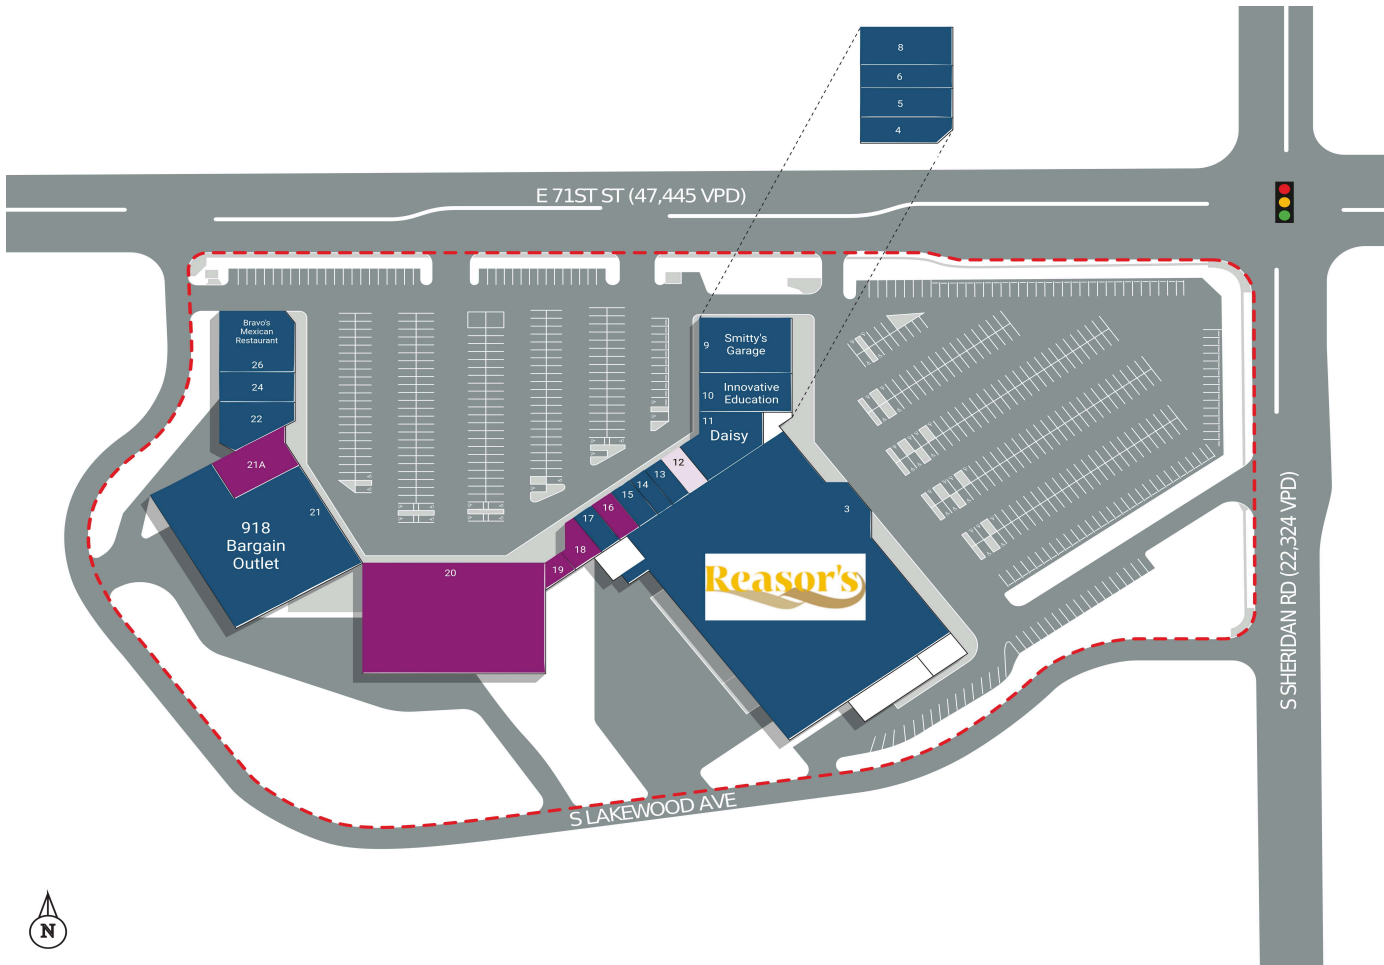 8
6
5
4
E 71ST ST (47,445 VPD)
Bravo's
Mexican
Restaurant
26
24
22
21A
21
918
Bargain
Outlet
20
19
18
17
16
15
14
13
12
9
Smitty's
Garage
10
Innovative
Education
11
Daisy
3
Reasor's
S SHERIDAN RD (22,324 VPD)
S LAKEWOOD AVE
N